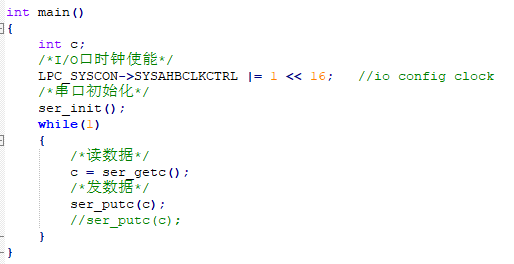 int main()
{
int c;
/*I/O口时钟使能*/
LPC_SYSCON->SYSAHBCLKCTRL |= 1 << 16; //io config clock
/*串口初始化*/
ser_init();
while(1)
{
/*读数据*/
c = ser_getc();
/*发数据*/
ser_putc(c);
//ser_putc(c);
}
}